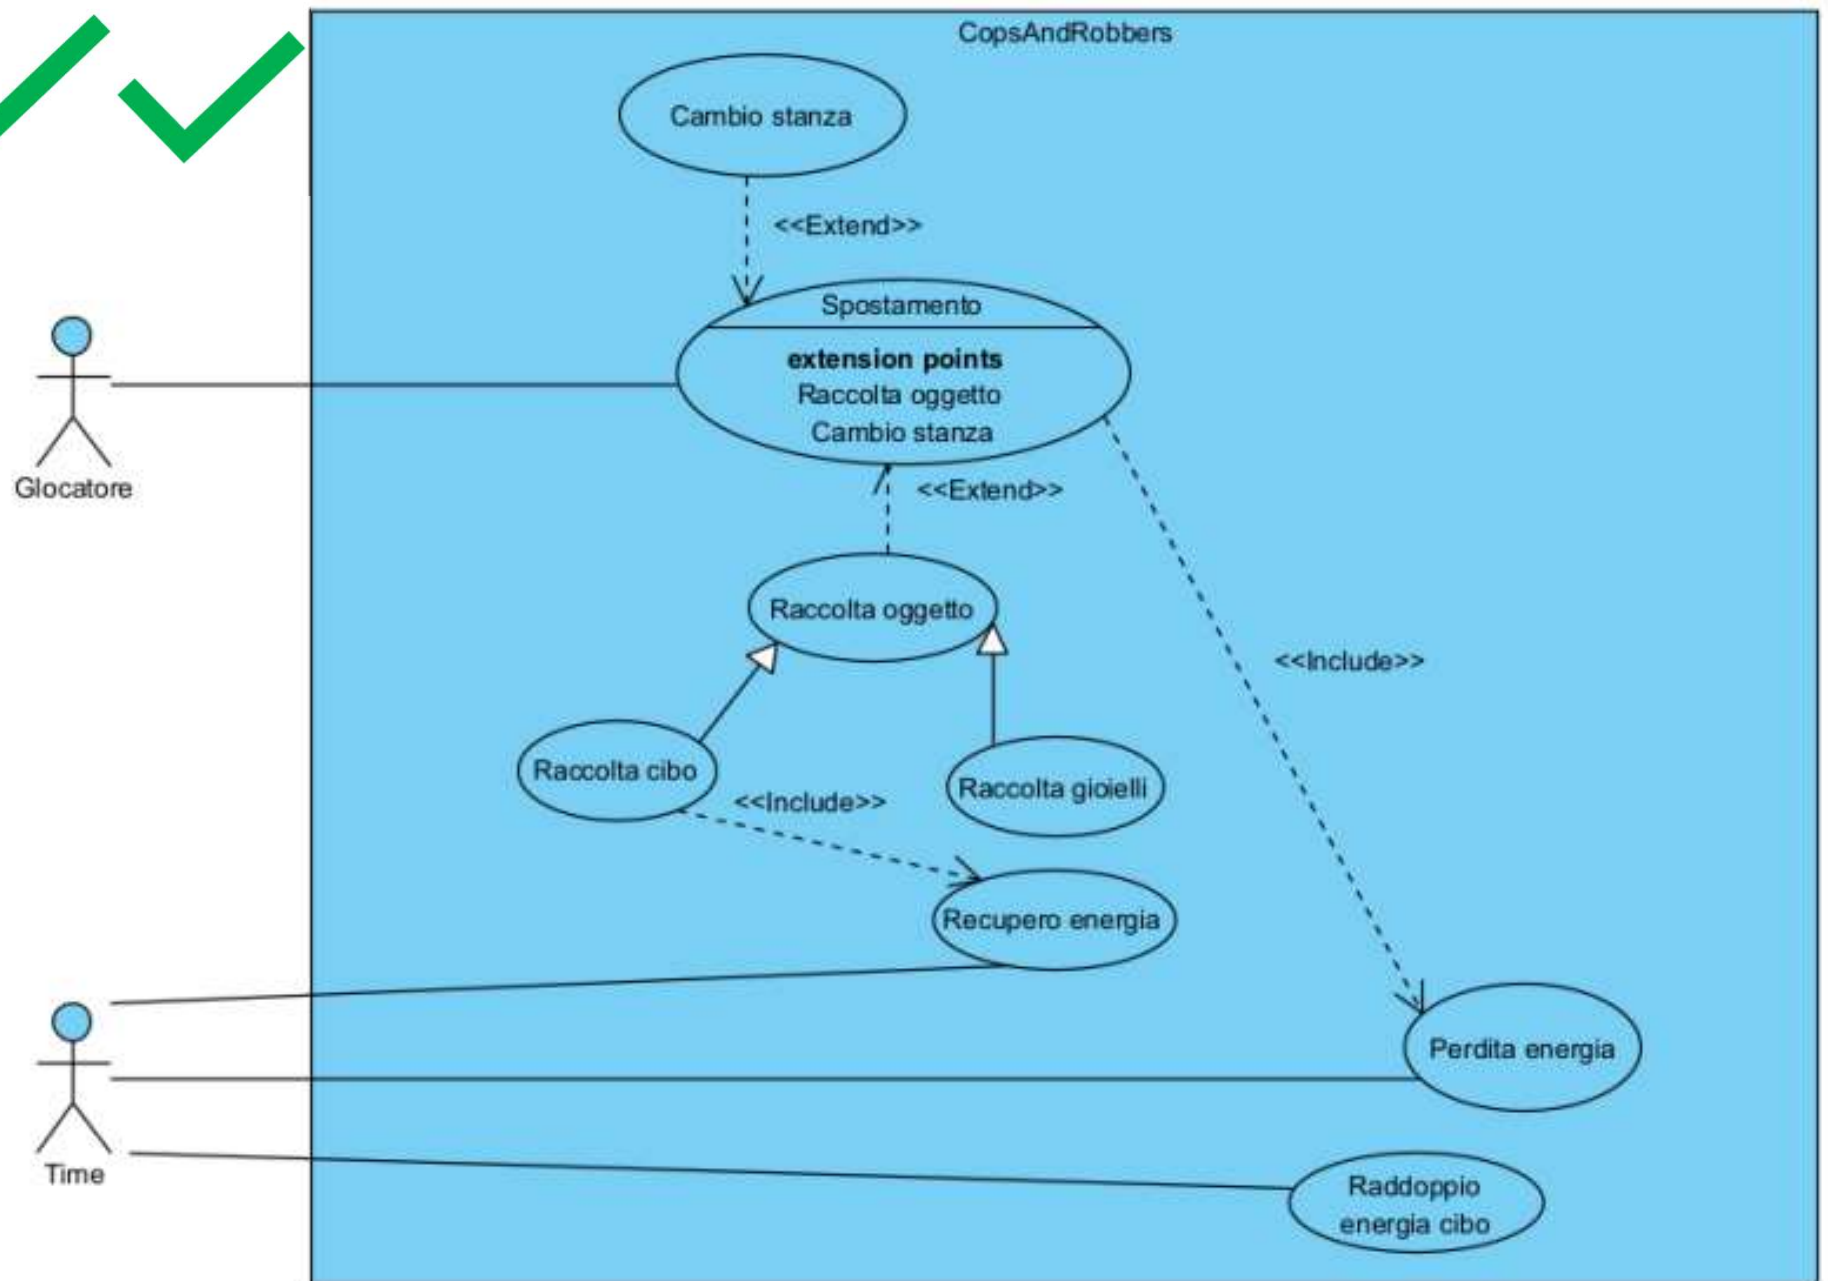 CopsAndRobbers
Cambio stanza
<<Extend>>
Spostamento
extension points
Raccolta oggetto
Cambio stanza
Glocatore
<<Extend>>
Raccolta oggetto
<<Include>>
Raccolta cibo
Raccolta gioielli
<<Include>>
Recupero energia
Perdita energia
Time
Raddoppio
energia cibo